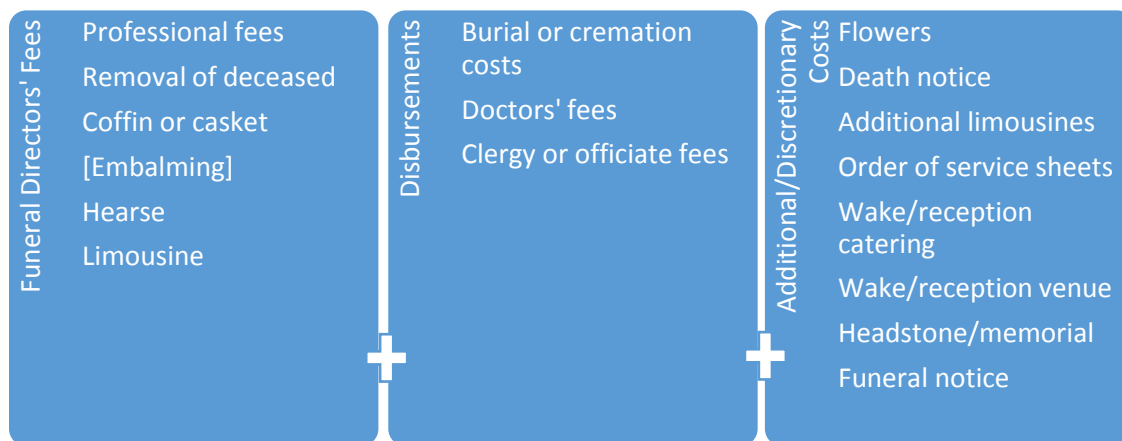 Funeral Directors' Fees
Professional fees
Removal of deceased
Coffin or casket
[Embalming]
Hearse
Limousine
Disbursements
Burial or cremation
costs
Doctors' fees
Clergy or officiate fees
Additional/Discretionary
Costs
Flowers
Death notice
Additional limousines
Order of service sheets
Wake/reception
catering
Wake/reception venue
Headstone/memorial
Funeral notice